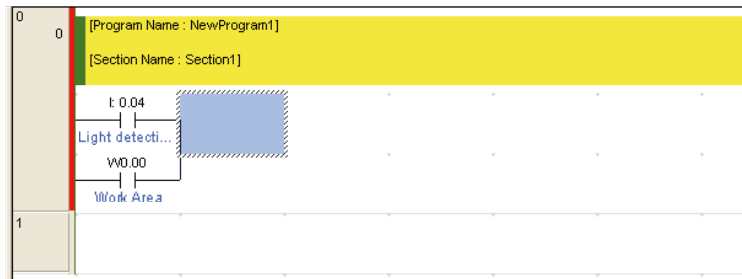 0
0
[Program Name : NewProgram1]
[Section Name : Section1]
I: 0.04
Light detecti...
W0.00
Work Area
1